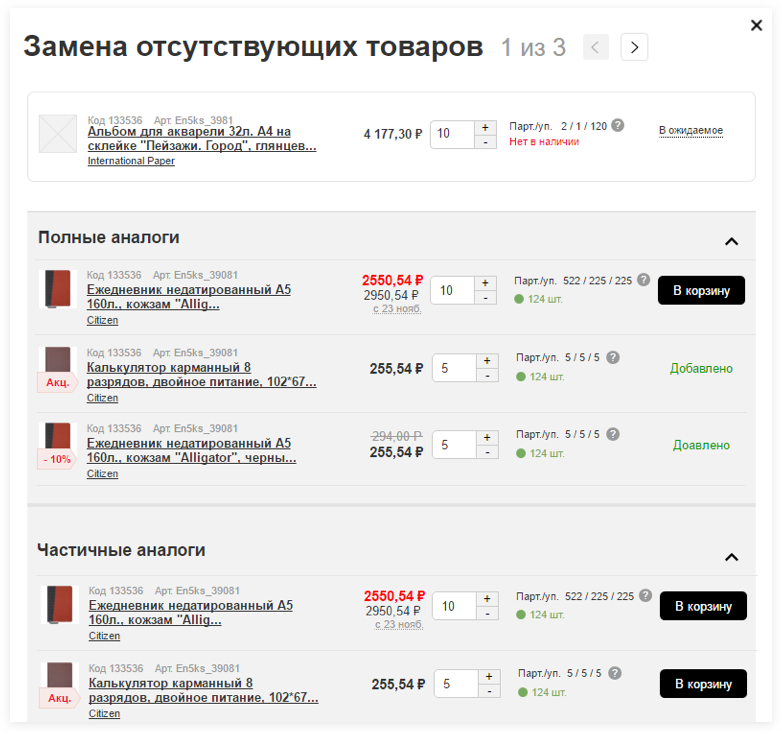 Замена отсутствующих товаров 1 из 3
Код 133536 Арт. En5ks_3981
Альбом для акварели 32л. А4 на
склейке "Пейзажи. Город", глянцев...
International Paper
4 177,30 ₽
10
+
-
Парт./уп. 2 / 1 / 120 ?
Нет в наличии
В ожидаемое
Полные аналоги
Код 133536 Арт. En5ks_39081
Ежедневник недатированный А5
160л., кожзам "Allig...
Citizen
2550,54 ₽
2950,54 ₽
с 23 нояб.
10
+
-
Парт./уп. 522 / 225 / 225 ?
124 шт.
В корзину
Акц.
Код 133536 Арт. En5ks_39081
Калькулятор карманный 8
разрядов, двойное питание, 102*67...
Citizen
255,54 ₽
5
+
-
Парт./уп. 5 / 5 / 5 ?
124 шт.
Добавлено
- 10%
Код 133536 Арт. En5ks_39081
Ежедневник недатированный А5
160л., кожзам "Alligator", черны...
Citizen
294,00 ₽
255,54 ₽
5
+
-
Парт./уп. 5 / 5 / 5 ?
124 шт.
Доавлено
Частичные аналоги
Код 133536 Арт. En5ks_39081
Ежедневник недатированный А5
160л., кожзам "Allig...
Citizen
2550,54 ₽
2950,54 ₽
с 23 нояб.
10
+
-
Парт./уп. 522 / 225 / 225 ?
124 шт.
В корзину
Акц.
Код 133536 Арт. En5ks_39081
Калькулятор карманный 8
разрядов, двойное питание, 102*67...
Citizen
255,54 ₽
5
+
-
Парт./уп. 5 / 5 / 5 ?
124 шт.
В корзину